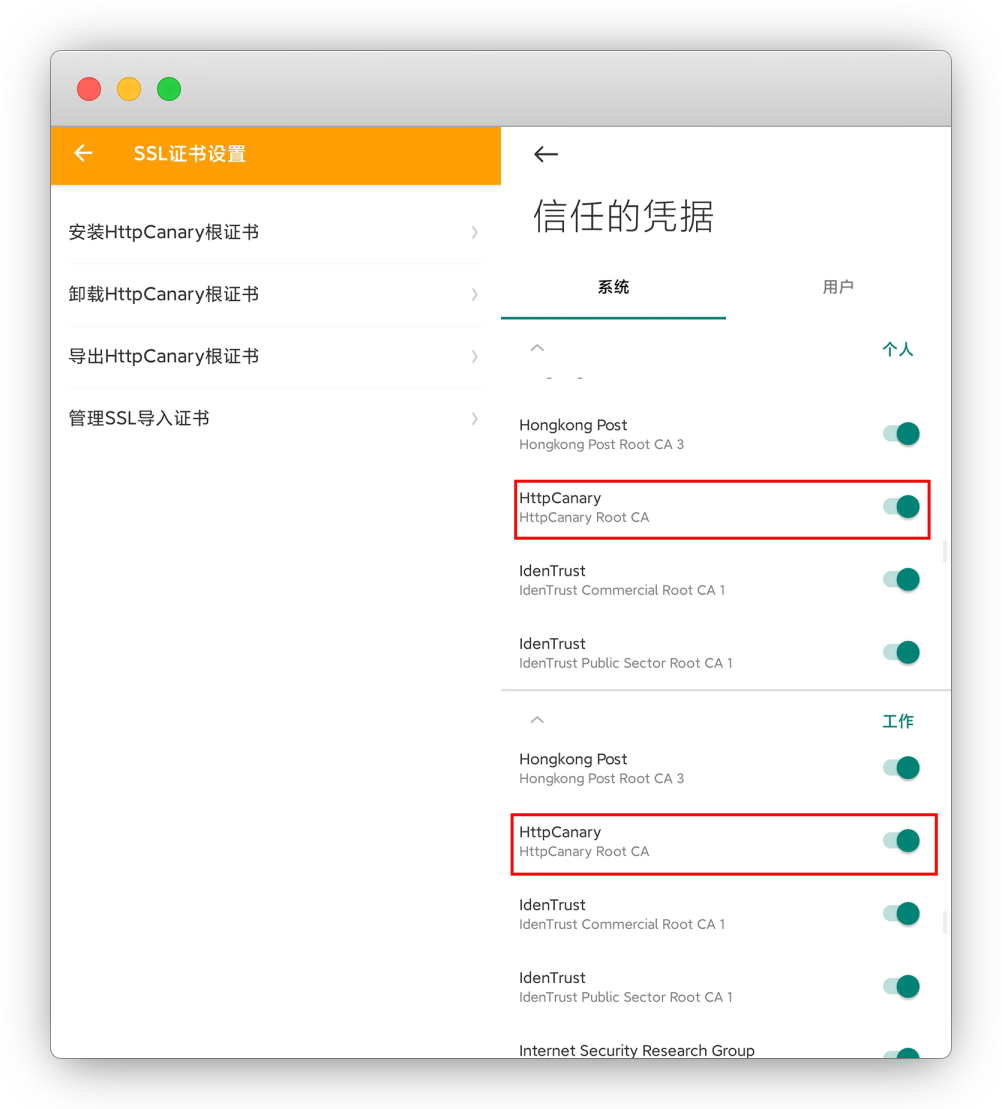 SSL证书设置
安装HttpCanary根证书
卸载HttpCanary根证书
导出HttpCanary根证书
管理SSL导入证书
信任的凭据
系统
用户
个人
Hongkong Post
Hongkong Post Root CA 3
HttpCanary
HttpCanary Root CA
IdenTrust
IdenTrust Commercial Root CA 1
IdenTrust
IdenTrust Public Sector Root CA 1
工作
Hongkong Post
Hongkong Post Root CA 3
HttpCanary
HttpCanary Root CA
IdenTrust
IdenTrust Commercial Root CA 1
IdenTrust
IdenTrust Public Sector Root CA 1
Internet Security Research Group